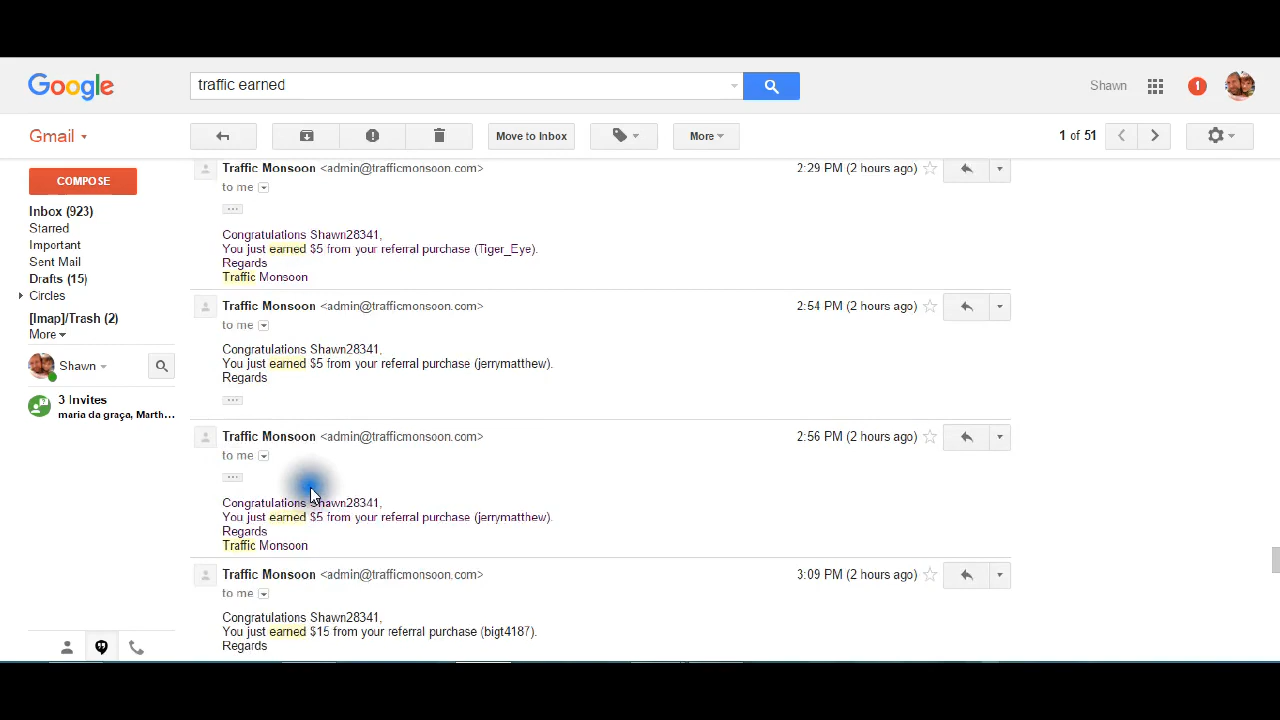 Google
traffic earned
Shawn
1
Gmail
Move to Inbox
More
1 of 51
COMPOSE
Inbox (923)
Starred
Important
Sent Mail
Drafts (15)
Circles
[Imap]/Trash (2)
More
Shawn
3 Invites
maria da graça, Marth...
Traffic Monsoon <admin@trafficmonsoon.com>
2:29 PM (2 hours ago)
to me
Congratulations Shawn28341,
You just earned $5 from your referral purchase (Tiger_Eye).
Regards
Traffic Monsoon
Traffic Monsoon <admin@trafficmonsoon.com>
2:54 PM (2 hours ago)
to me
Congratulations Shawn28341,
You just earned $5 from your referral purchase (jerrymatthew).
Regards
Traffic Monsoon <admin@trafficmonsoon.com>
2:56 PM (2 hours ago)
to me
Congratulations Shawn28341,
You just earned $5 from your referral purchase (jerrymatthew).
Regards
Traffic Monsoon
Traffic Monsoon <admin@trafficmonsoon.com>
3:09 PM (2 hours ago)
to me
Congratulations Shawn28341,
You just earned $15 from your referral purchase (bigt4187).
Regards